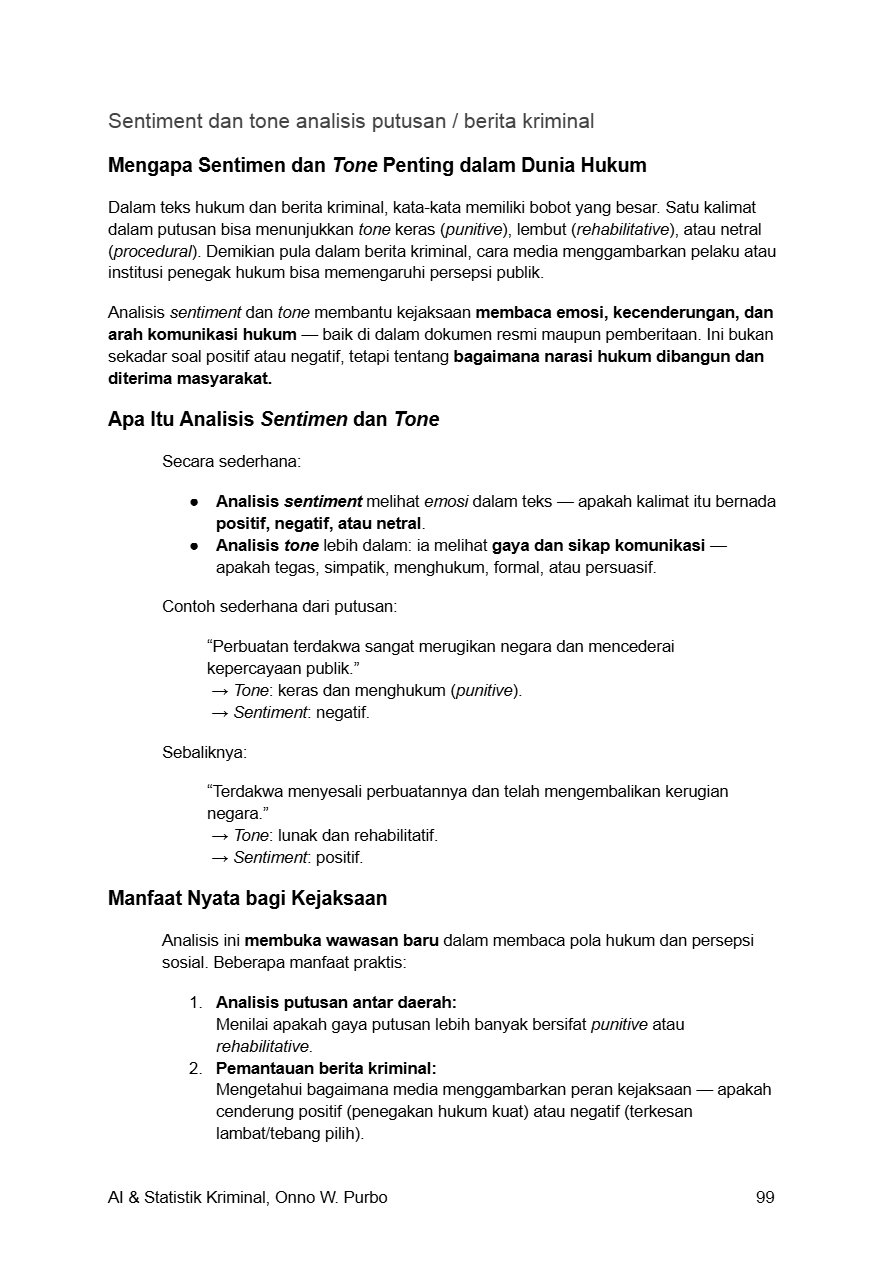 Sentiment dan tone analisis putusan / berita kriminal
Mengapa Sentimen dan Tone Penting dalam Dunia Hukum
Dalam teks hukum dan berita kriminal, kata-kata memiliki bobot yang besar. Satu kalimat
dalam putusan bisa menunjukkan tone keras (punitive), lembut (rehabilitative), atau netral
(procedural). Demikian pula dalam berita kriminal, cara media menggambarkan pelaku atau
institusi penegak hukum bisa memengaruhi persepsi publik.
Analisis sentiment dan tone membantu kejaksaan membaca emosi, kecenderungan, dan
arah komunikasi hukum — baik di dalam dokumen resmi maupun pemberitaan. Ini bukan
sekadar soal positif atau negatif, tetapi tentang bagaimana narasi hukum dibangun dan
diterima masyarakat.
Apa Itu Analisis Sentimen dan Tone
Secara sederhana:
● Analisis sentiment melihat emosi dalam teks — apakah kalimat itu bernada
positif, negatif, atau netral.
● Analisis tone lebih dalam: ia melihat gaya dan sikap komunikasi —
apakah tegas, simpatik, menghukum, formal, atau persuasif.
Contoh sederhana dari putusan:
“Perbuatan terdakwa sangat merugikan negara dan mencederai
kepercayaan publik.”
→ Tone: keras dan menghukum (punitive).
→ Sentiment: negatif.
Sebaliknya:
“Terdakwa menyesali perbuatannya dan telah mengembalikan kerugian
negara.”
→ Tone: lunak dan rehabilitatif.
→ Sentiment: positif.
Manfaat Nyata bagi Kejaksaan
Analisis ini membuka wawasan baru dalam membaca pola hukum dan persepsi
sosial. Beberapa manfaat praktis:
1. Analisis putusan antar daerah:
Menilai apakah gaya putusan lebih banyak bersifat punitive atau
rehabilitative.
2. Pemantauan berita kriminal:
Mengetahui bagaimana media menggambarkan peran kejaksaan — apakah
cenderung positif (penegakan hukum kuat) atau negatif (terkesan
lambat/tebang pilih).
AI & Statistik Kriminal, Onno W. Purbo 99